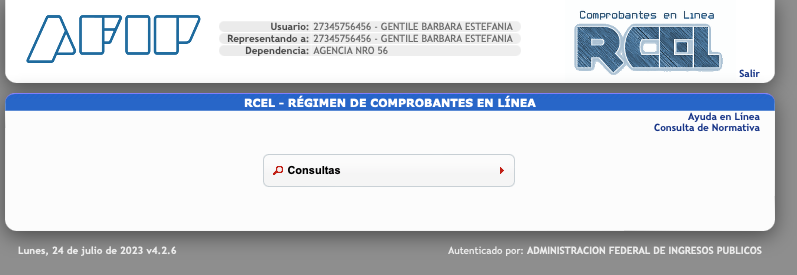 AFIP
Usuario: 27345756456 - GENTILE BARBARA ESTEFANIA
Representando a: 27345756456 - GENTILE BARBARA ESTEFANIA
Dependencia: AGENCIA NRO 56
Comprobantes en Línea
RCEL
Salir
RCEL - RÉGIMEN DE COMPROBANTES EN LÍNEA
Ayuda en Línea
Consulta de Normativa
Consultas
Lunes, 24 de julio de 2023 v4.2.6
Autenticado por: ADMINISTRACION FEDERAL DE INGRESOS PUBLICOS